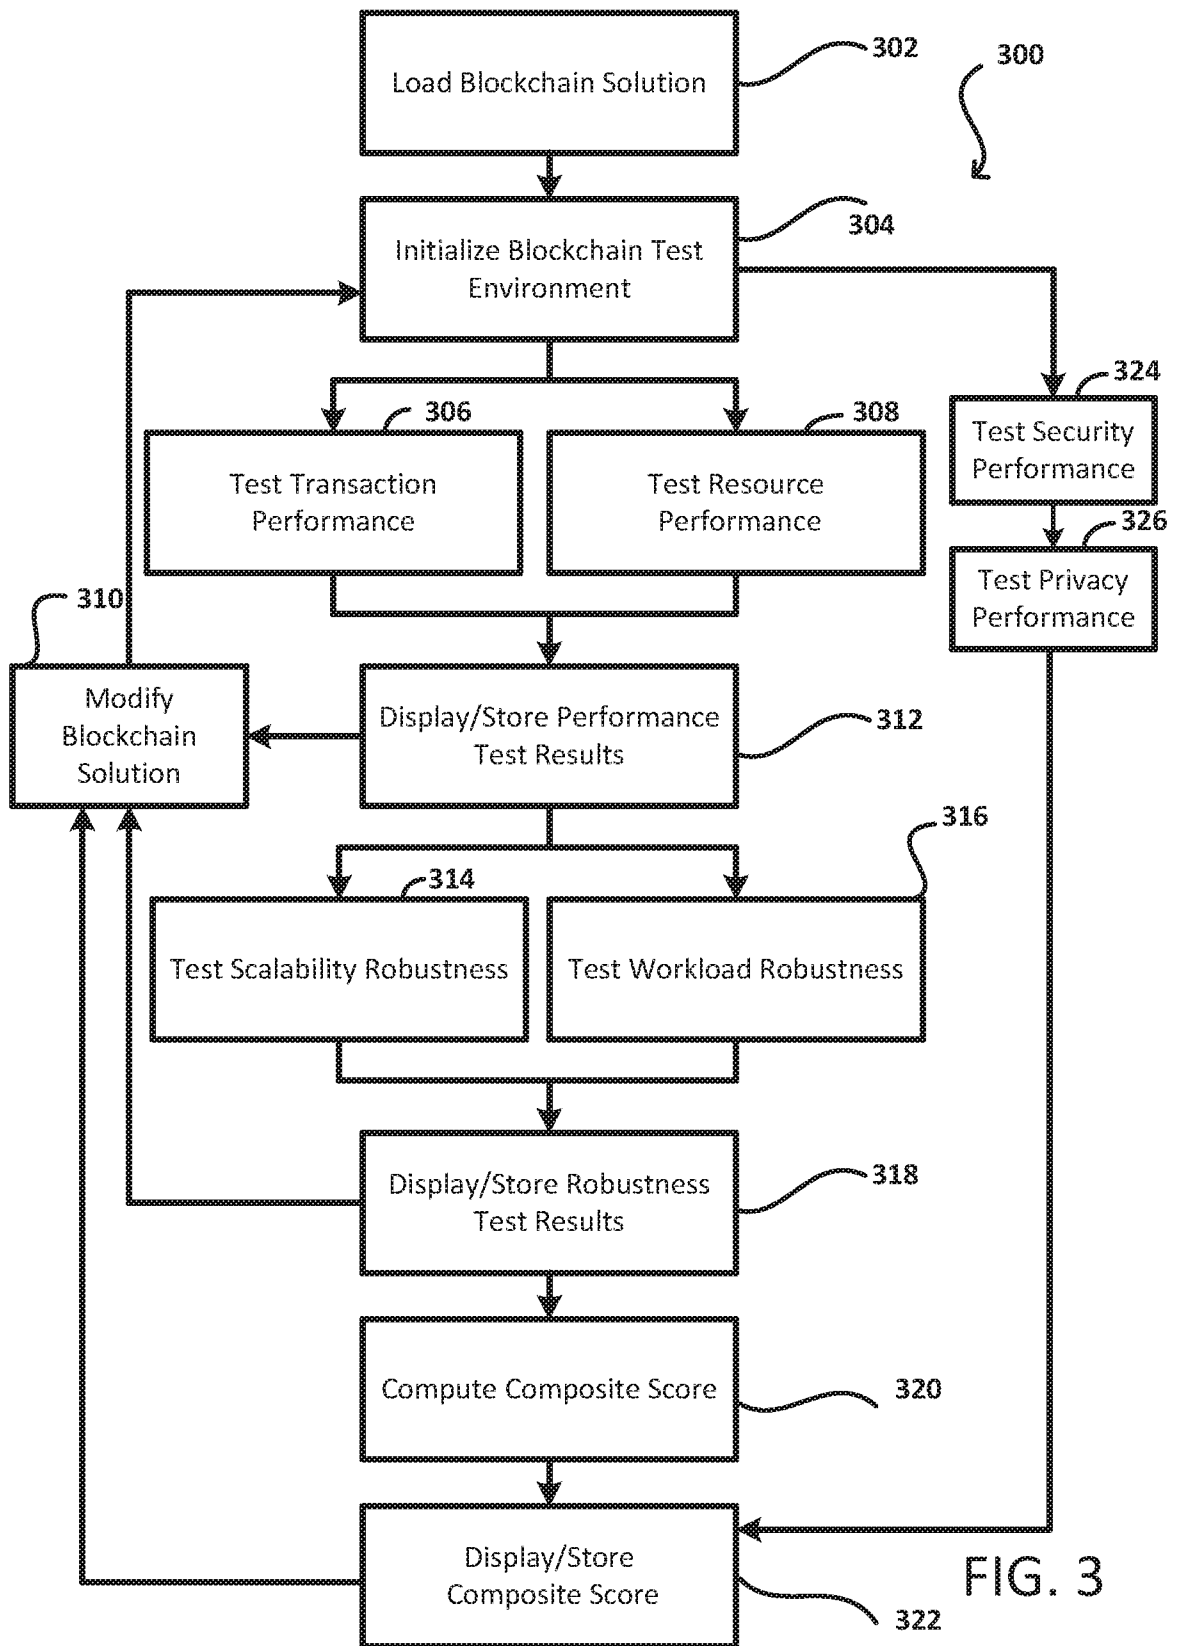 302
300
Load Blockchain Solution
304
Initialize Blockchain Test
Environment
324
306
308
Test Security
Performance
Test Transaction
Performance
Test Resource
Performance
326
Test Privacy
Performance
310
Modify
Blockchain
Solution
Display/Store Performance
Test Results
312
316
314
Test Scalability Robustness
Test Workload Robustness
318
Display/Store Robustness
Test Results
320
Compute Composite Score
Display/Store
Composite Score
FIG. 3
322